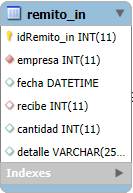 remito_in
idRemito_in INT(11)
empresa INT(11)
fecha DATETIME
recibe INT(11)
cantidad INT(11)
detalle VARCHAR(25...
Indexes